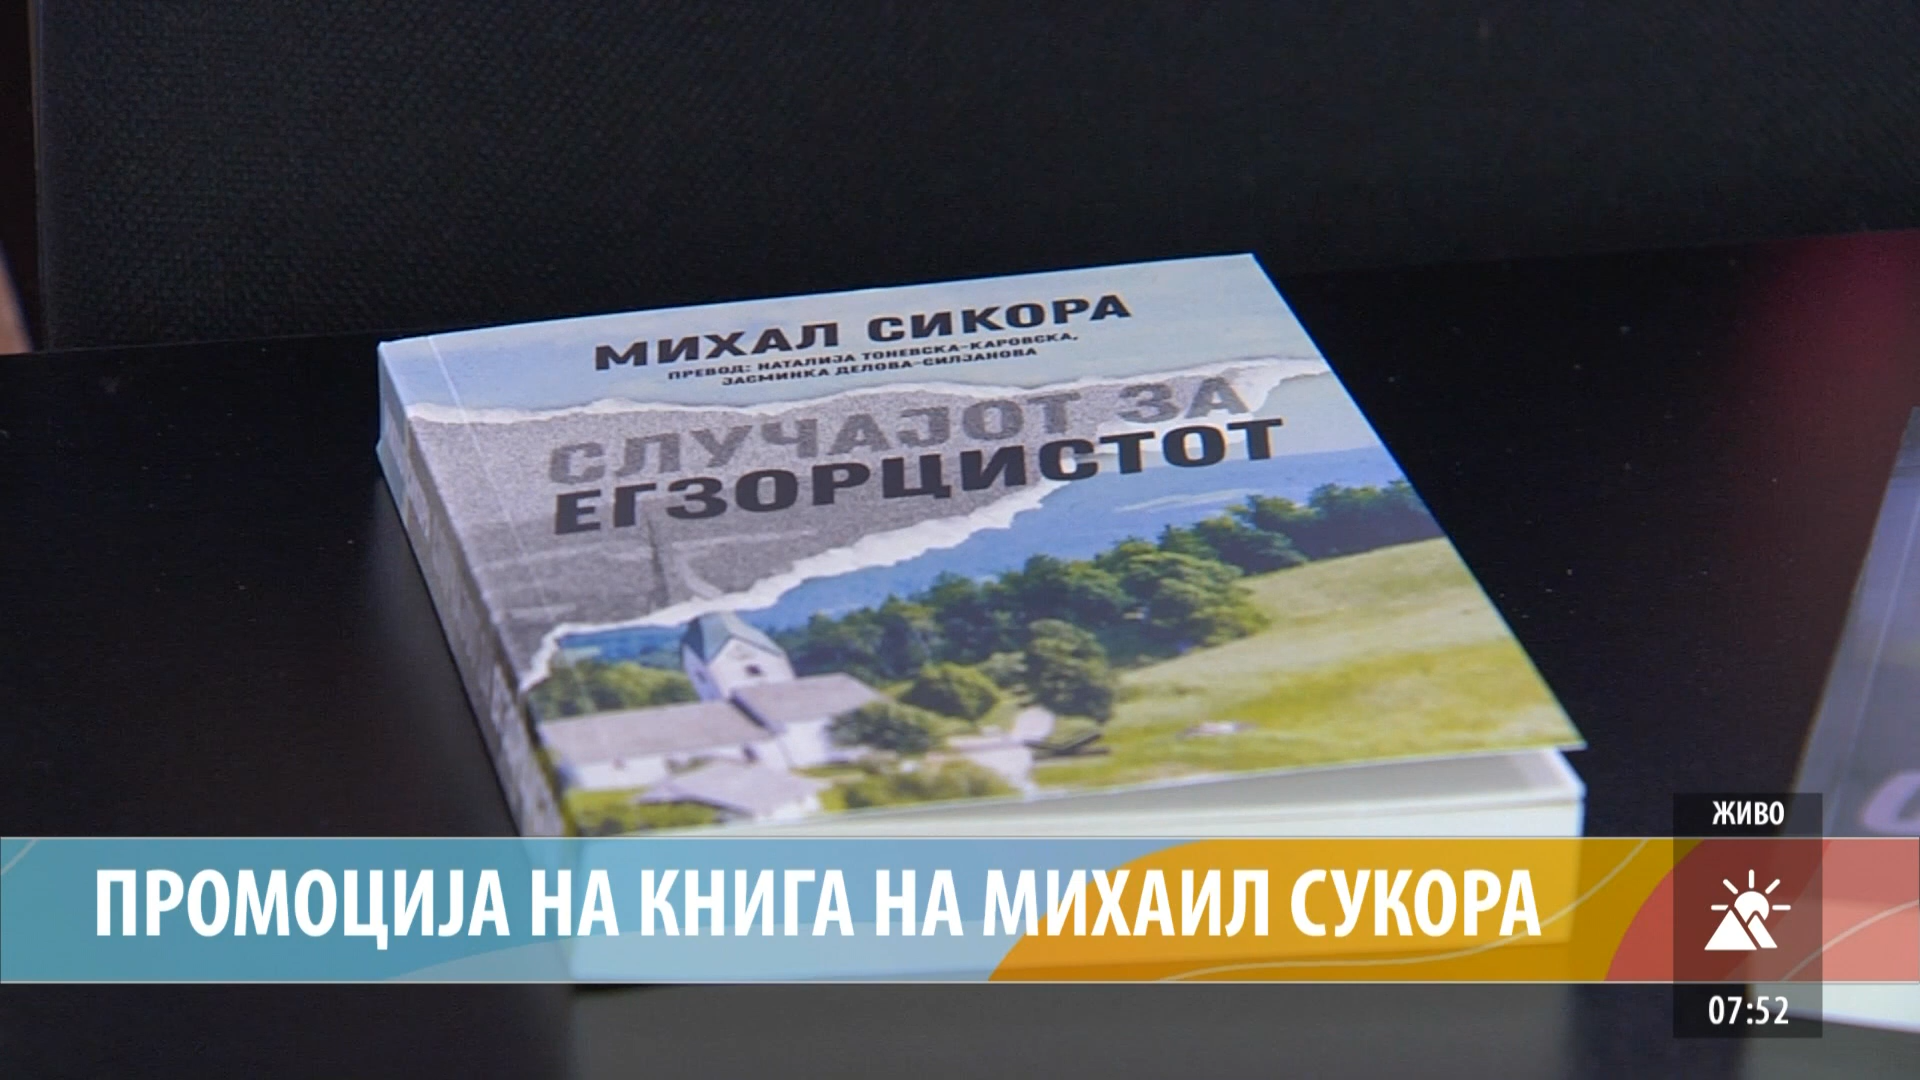 МИХАЛ СИКОРА
ПРЕВОД: НАТАЛИЈА ТОНЕВСКА-КАРОВСКА,
ЈАСМИНКА ДЕЛОВА-СИЛЈАНОВА
СЛУЧАЈОТ ЗА
ЕГЗОРЦИСТОТ
ЖИВО
ПРОМОЦИЈА НА КНИГА НА МИХАИЛ СУКОРА
07:52